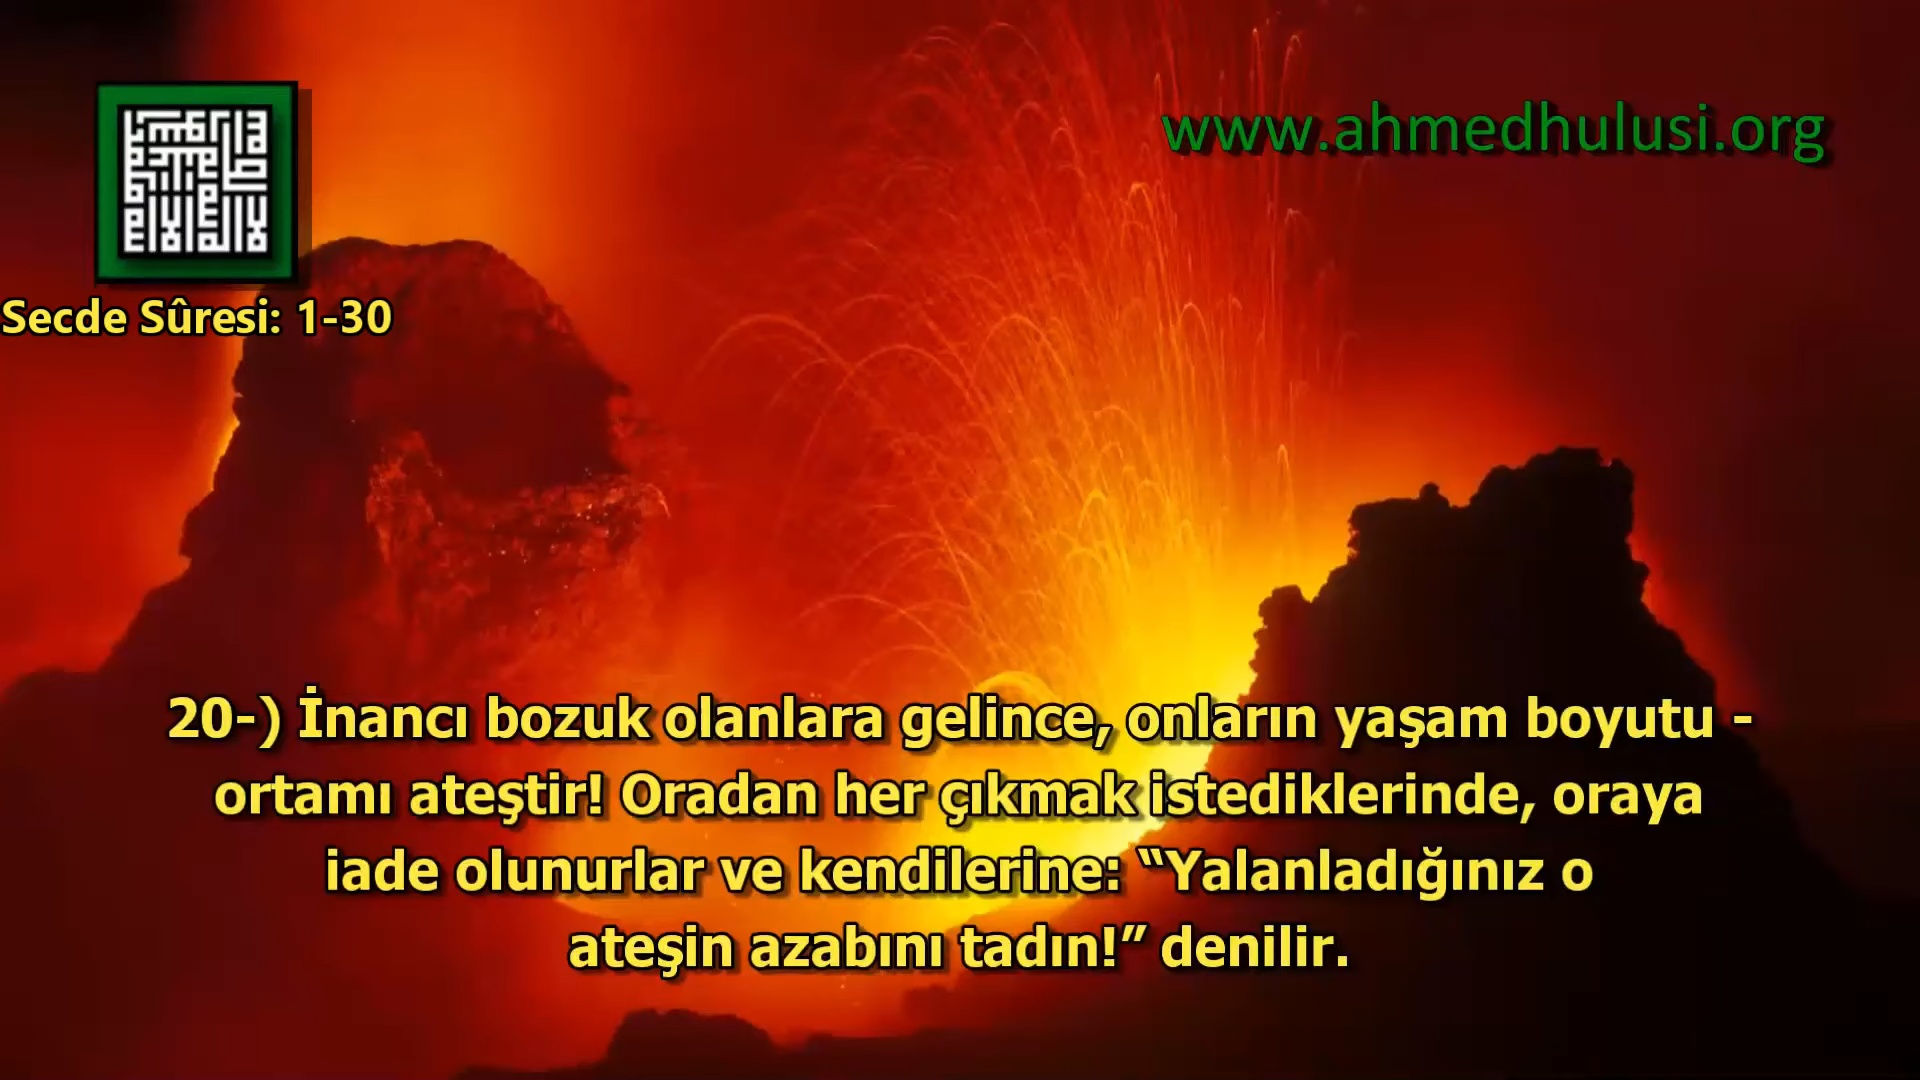 www.ahmedhulusi.org
Secde Sûresi: 1-30
20-) İnancı bozuk olanlara gelince, onların yaşam boyutu -
ortamı ateştir! Oradan her çıkmak istediklerinde, oraya
iade olunurlar ve kendilerine: “Yalanladığınız o
ateşin azabını tadın!” denilir.